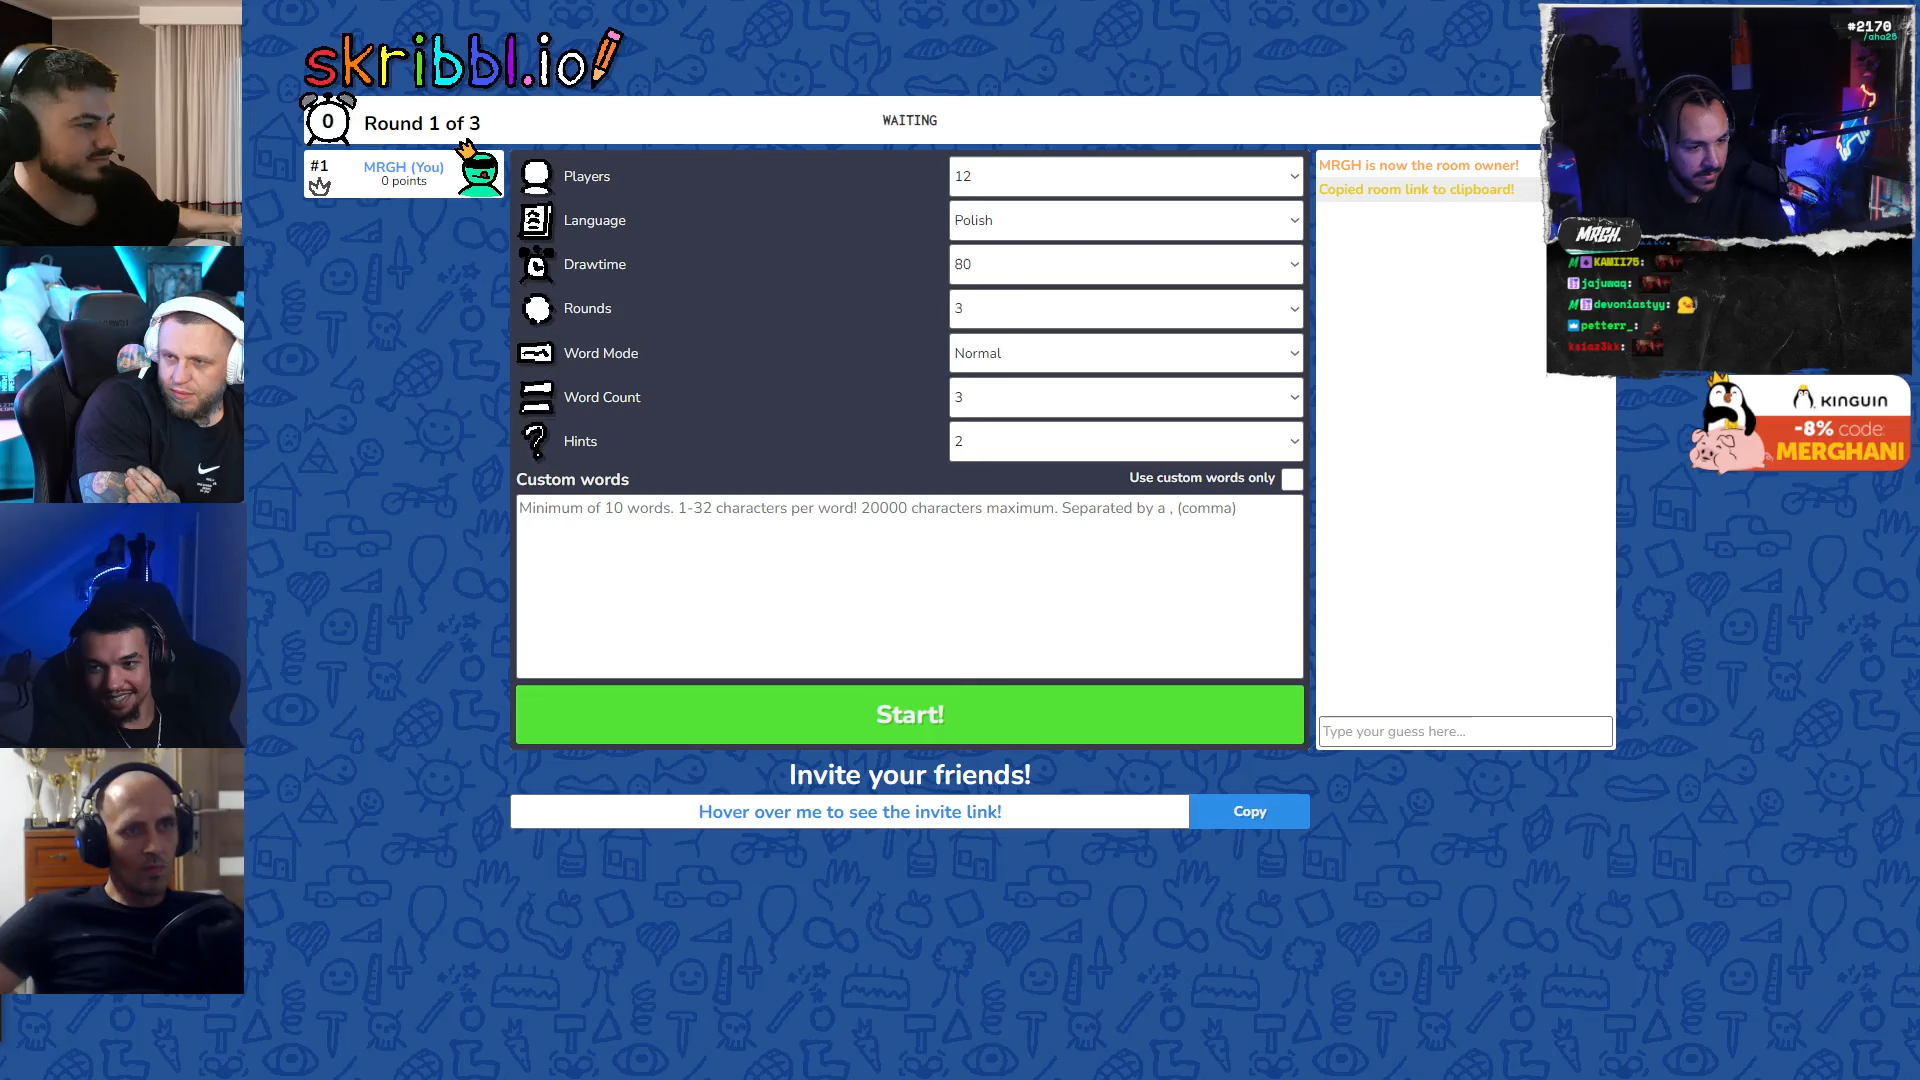 skribbl.io
0
Round 1 of 3
WAITING
#1
MRGH (You)
0 points
Players
12
Language
Polish
Drawtime
80
Rounds
3
Word Mode
Normal
Word Count
3
Hints
2
Custom words
Use custom words only
Minimum of 10 words. 1-32 characters per word! 20000 characters maximum. Separated by a , (comma)
Start!
Invite your friends!
Hover over me to see the invite link!
Copy
MRGH is now the room owner!
Copied room link to clipboard!
Type your guess here...
#2170
/aha25
MRGH.
KAMII75:
jajuwaq:
devoniastyy:
petterr_:
ksiaz3kk:
KINGUIN
-8% code:
MERGHANI